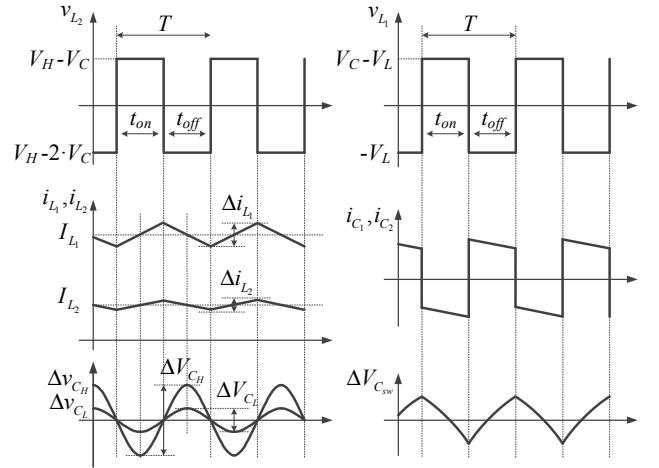 v_{L_2}
T
V_H-V_C
t_{on}
t_{off}
V_H-2·V_C
v_{L_1}
T
V_C-V_L
t_{on}
t_{off}
-V_L
i_{L_1}, i_{L_2}
Δi_{L_1}
I_{L_1}
Δi_{L_2}
I_{L_2}
i_{C_1}, i_{C_2}
ΔV_{C_H}
Δv_{C_H}
ΔV_{C_L}
Δv_{C_L}
ΔV_{C_{sw}}